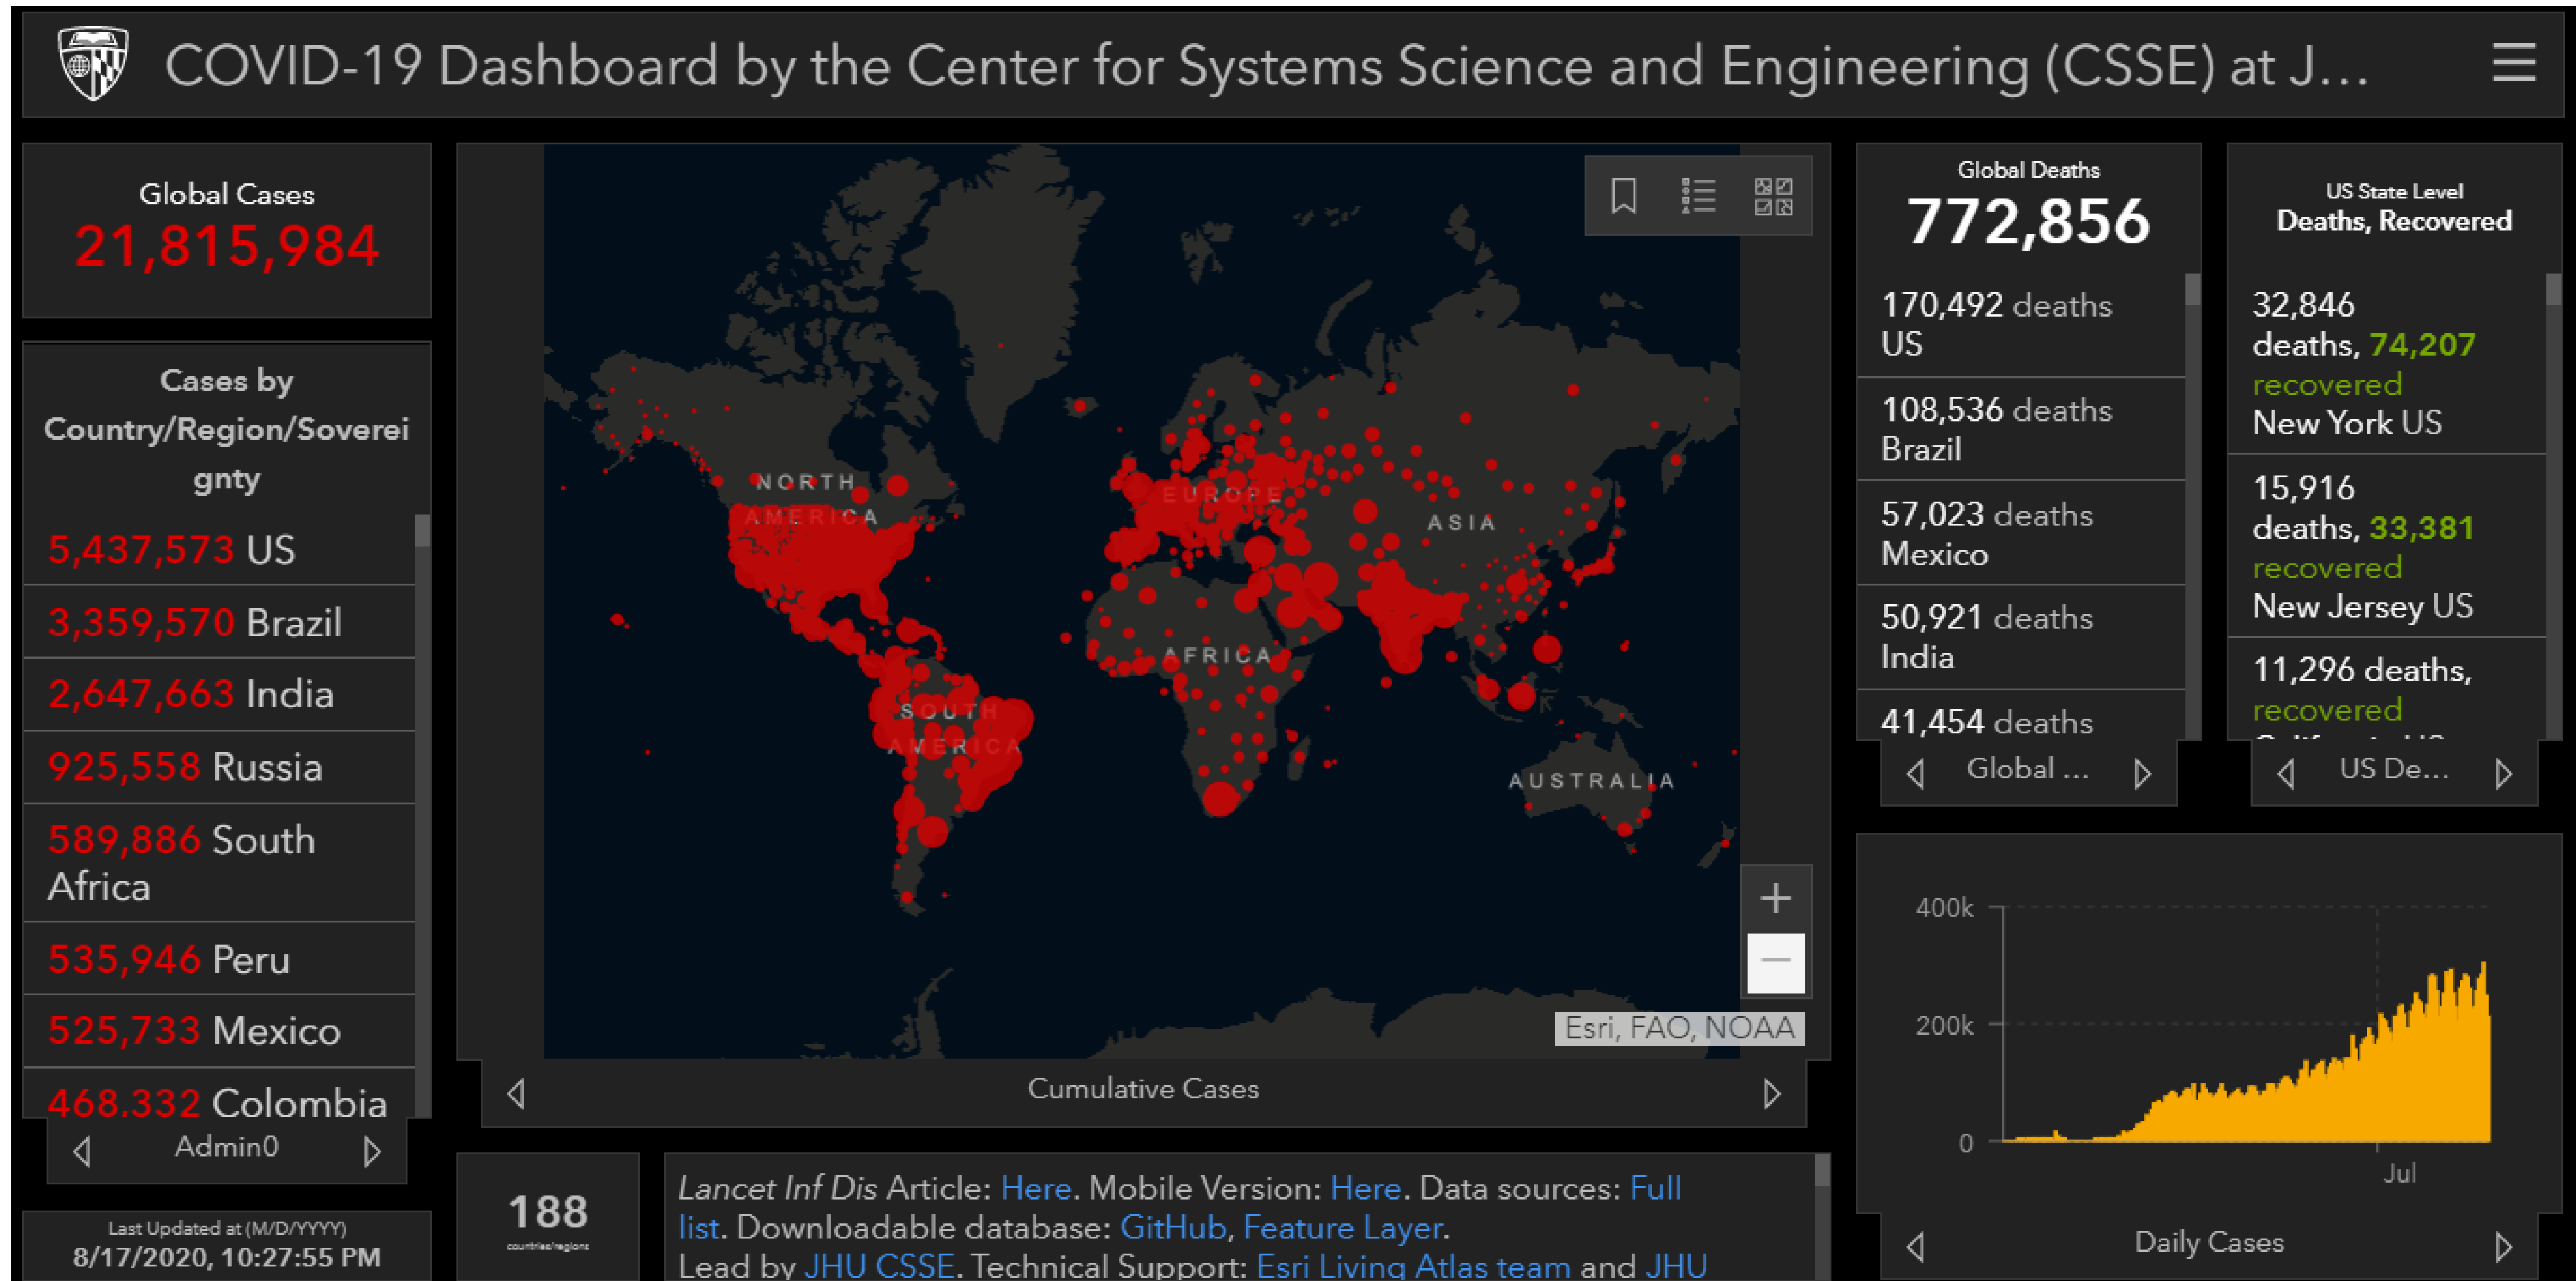 COVID-19 Dashboard by the Center for Systems Science and Engineering (CSSE) at J...
Global Cases
21,815,984
Cases by
Country/Region/Soverei
gnty
5,437,573 US
3,359,570 Brazil
2,647,663 India
925,558 Russia
589,886 South
Africa
535,946 Peru
525,733 Mexico
468,332 Colombia
Admin0
Last Updated at (M/D/YYYY)
8/17/2020, 10:27:55 PM
NORTH
AMERICA
EUROPE
ASIA
AFRICA
SOUTH
AMERICA
AUSTRALIA
Esri, FAO, NOAA
Cumulative Cases
188
countries/regions
Lancet Inf Dis Article: Here. Mobile Version: Here. Data sources: Full
list. Downloadable database: GitHub, Feature Layer.
Lead by JHU CSSE. Technical Support: Esri Living Atlas team and JHU
Global Deaths
772,856
170,492 deaths
US
108,536 deaths
Brazil
57,023 deaths
Mexico
50,921 deaths
India
41,454 deaths
Global ...
US State Level
Deaths, Recovered
32,846
deaths, 74,207
recovered
New York US
15,916
deaths, 33,381
recovered
New Jersey US
11,296 deaths,
recovered
US De...
400k
200k
0
Jul
Daily Cases